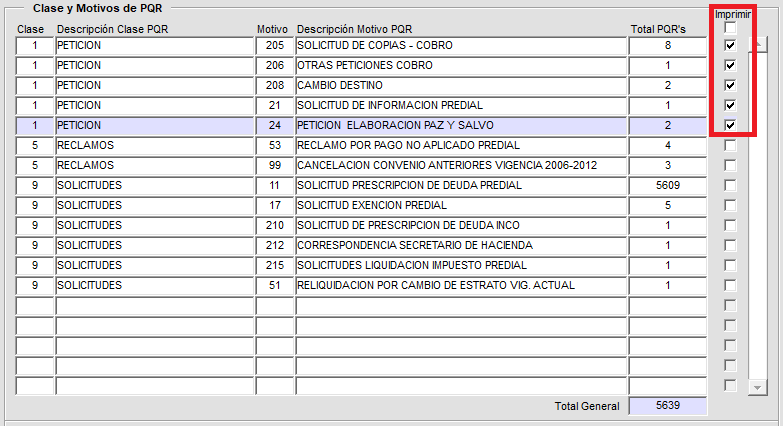 Clase y Motivos de PQR
Imprimir
Clase Descripción Clase PQR Motivo Descripción Motivo PQR Total PQR's
1 PETICION 205 SOLICITUD DE COPIAS - COBRO 8
1 PETICION 206 OTRAS PETICIONES COBRO 1
1 PETICION 208 CAMBIO DESTINO 2
1 PETICION 21 SOLICITUD DE INFORMACION PREDIAL 1
1 PETICION 24 PETICION ELABORACION PAZ Y SALVO 2
5 RECLAMOS 53 RECLAMO POR PAGO NO APLICADO PREDIAL 4
5 RECLAMOS 99 CANCELACION CONVENIO ANTERIORES VIGENCIA 2006-2012 3
9 SOLICITUDES 11 SOLICITUD PRESCRIPCION DE DEUDA PREDIAL 5609
9 SOLICITUDES 17 SOLICITUD EXENCION PREDIAL 5
9 SOLICITUDES 210 SOLICITUD DE PRESCRIPCION DE DEUDA INCO 1
9 SOLICITUDES 212 CORRESPONDENCIA SECRETARIO DE HACIENDA 1
9 SOLICITUDES 215 SOLICITUDES LIQUIDACION IMPUESTO PREDIAL 1
9 SOLICITUDES 51 RELIQUIDACION POR CAMBIO DE ESTRATO VIG. ACTUAL 1
Total General 5639